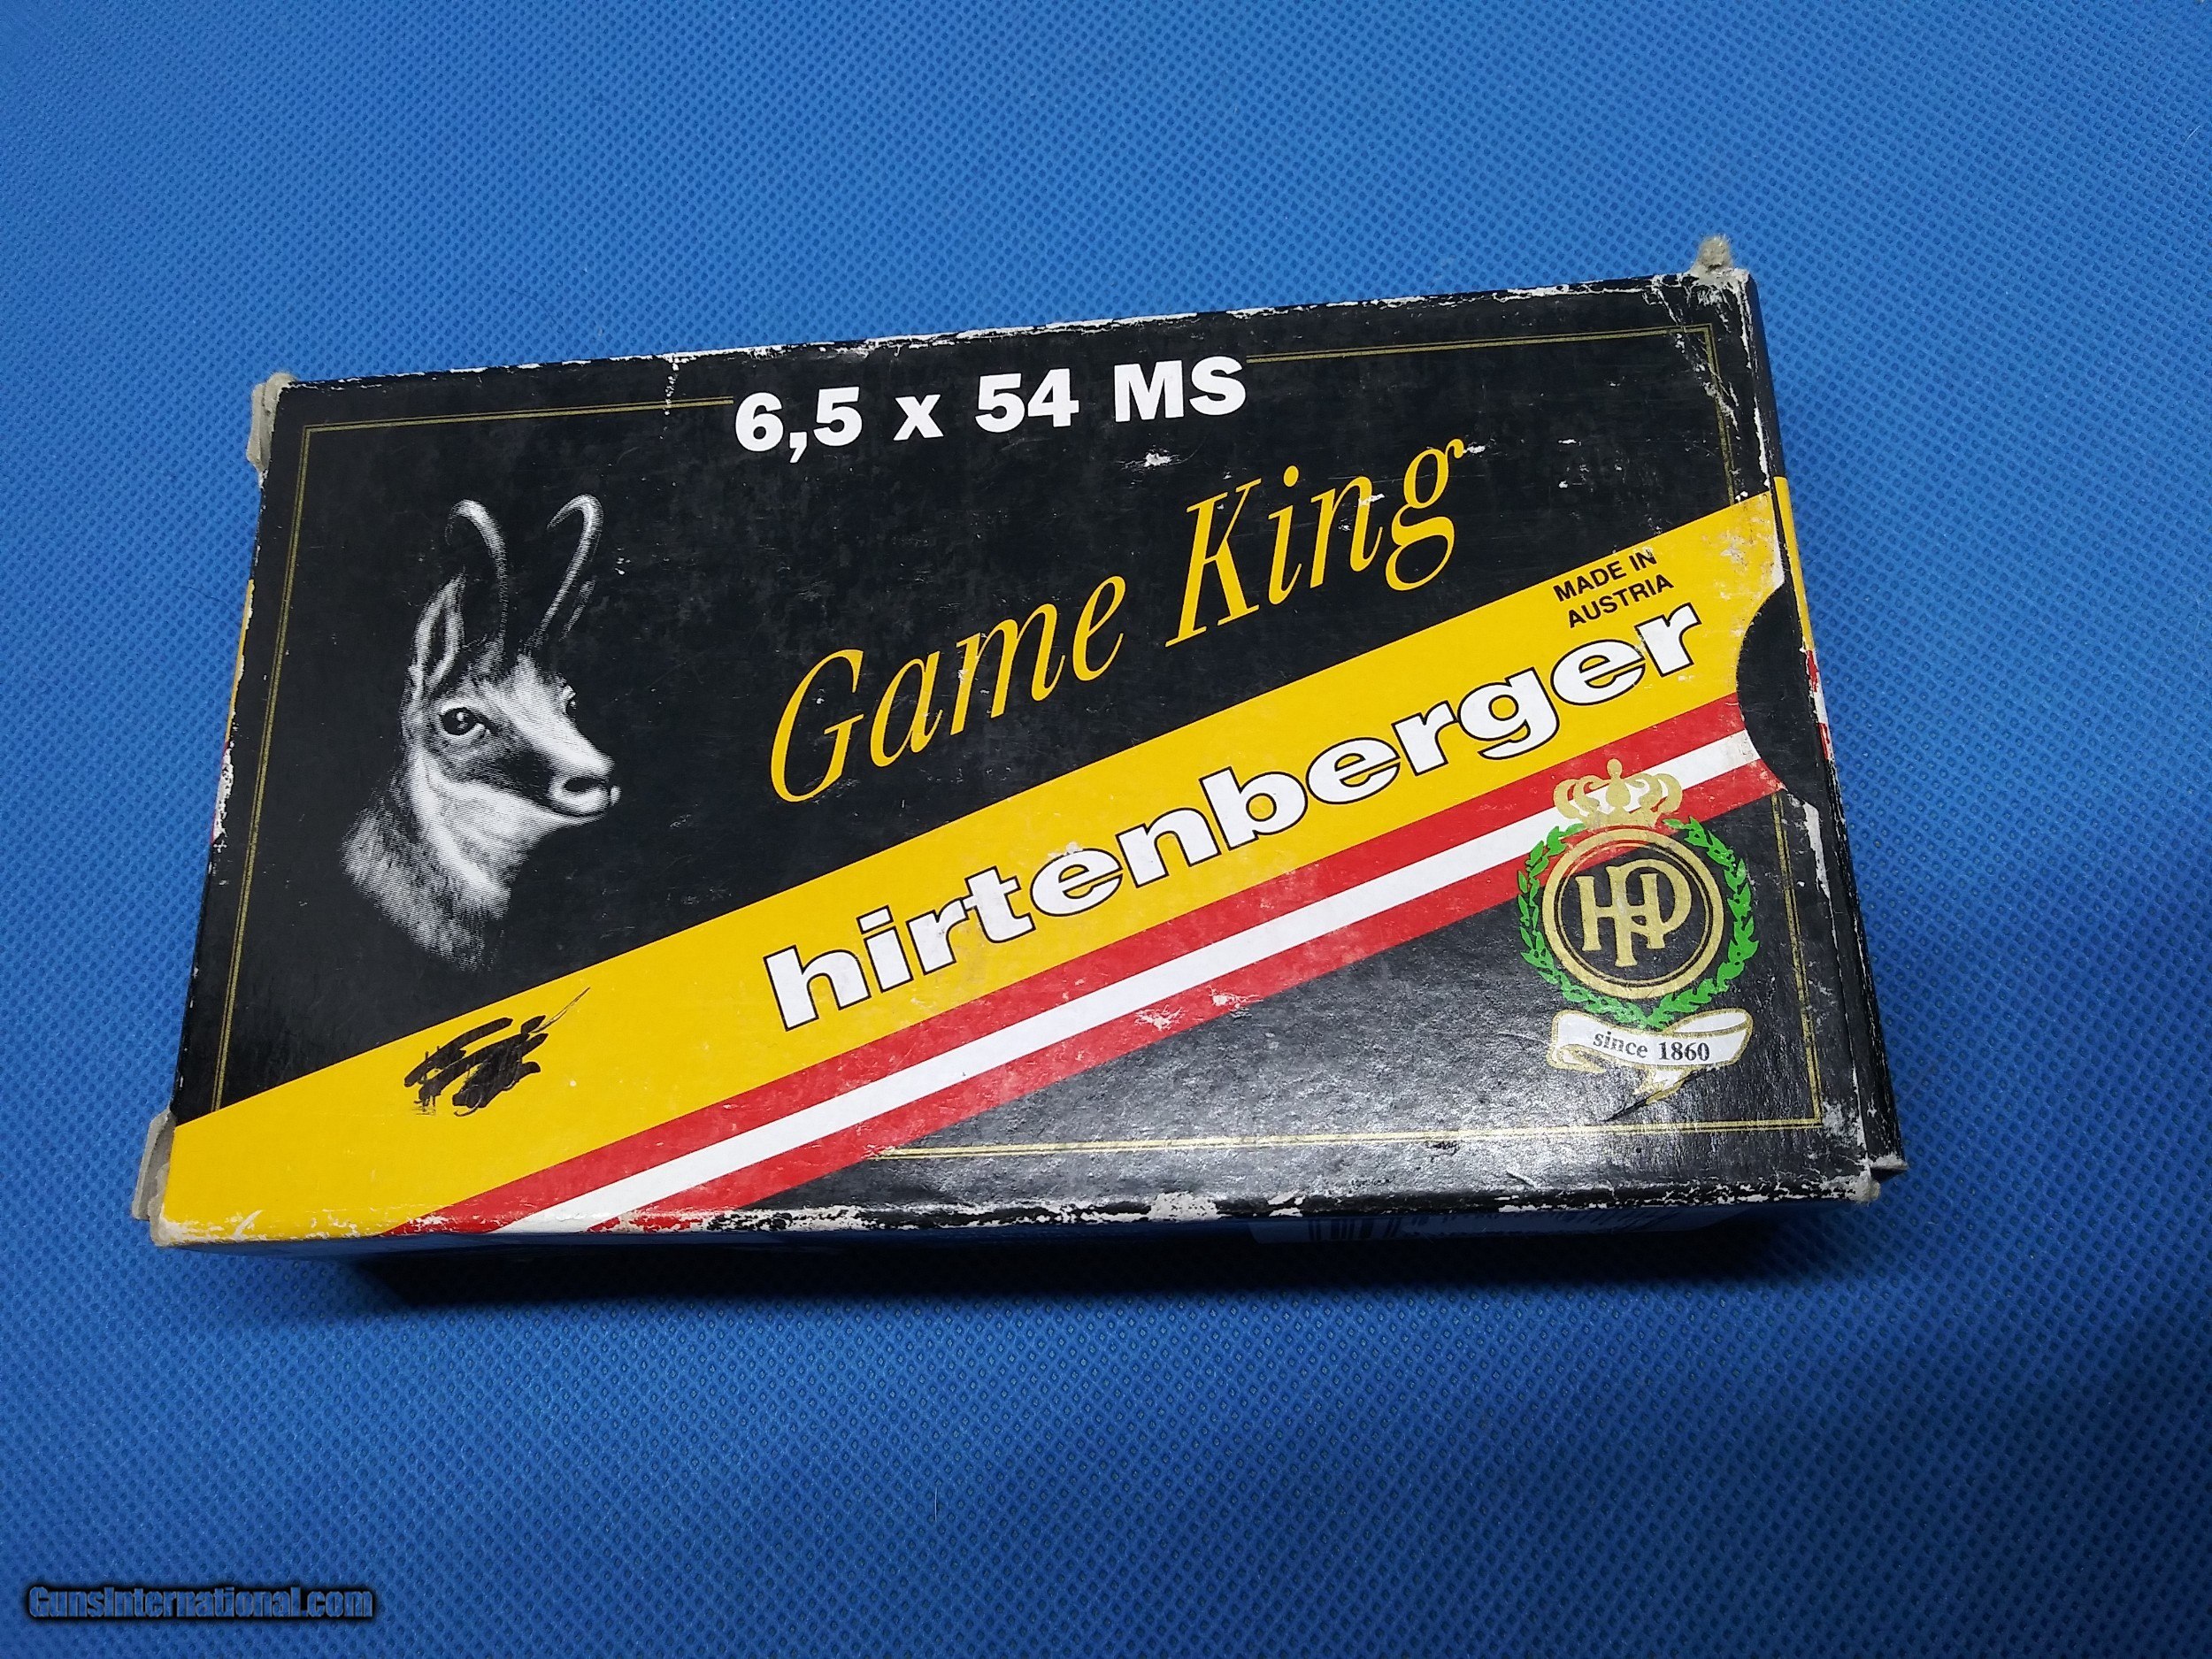 6,5 x 54 MS
Game King
MADE IN
AUSTRIA
hirtenberger
HP
since 1860
GunsInternational.com